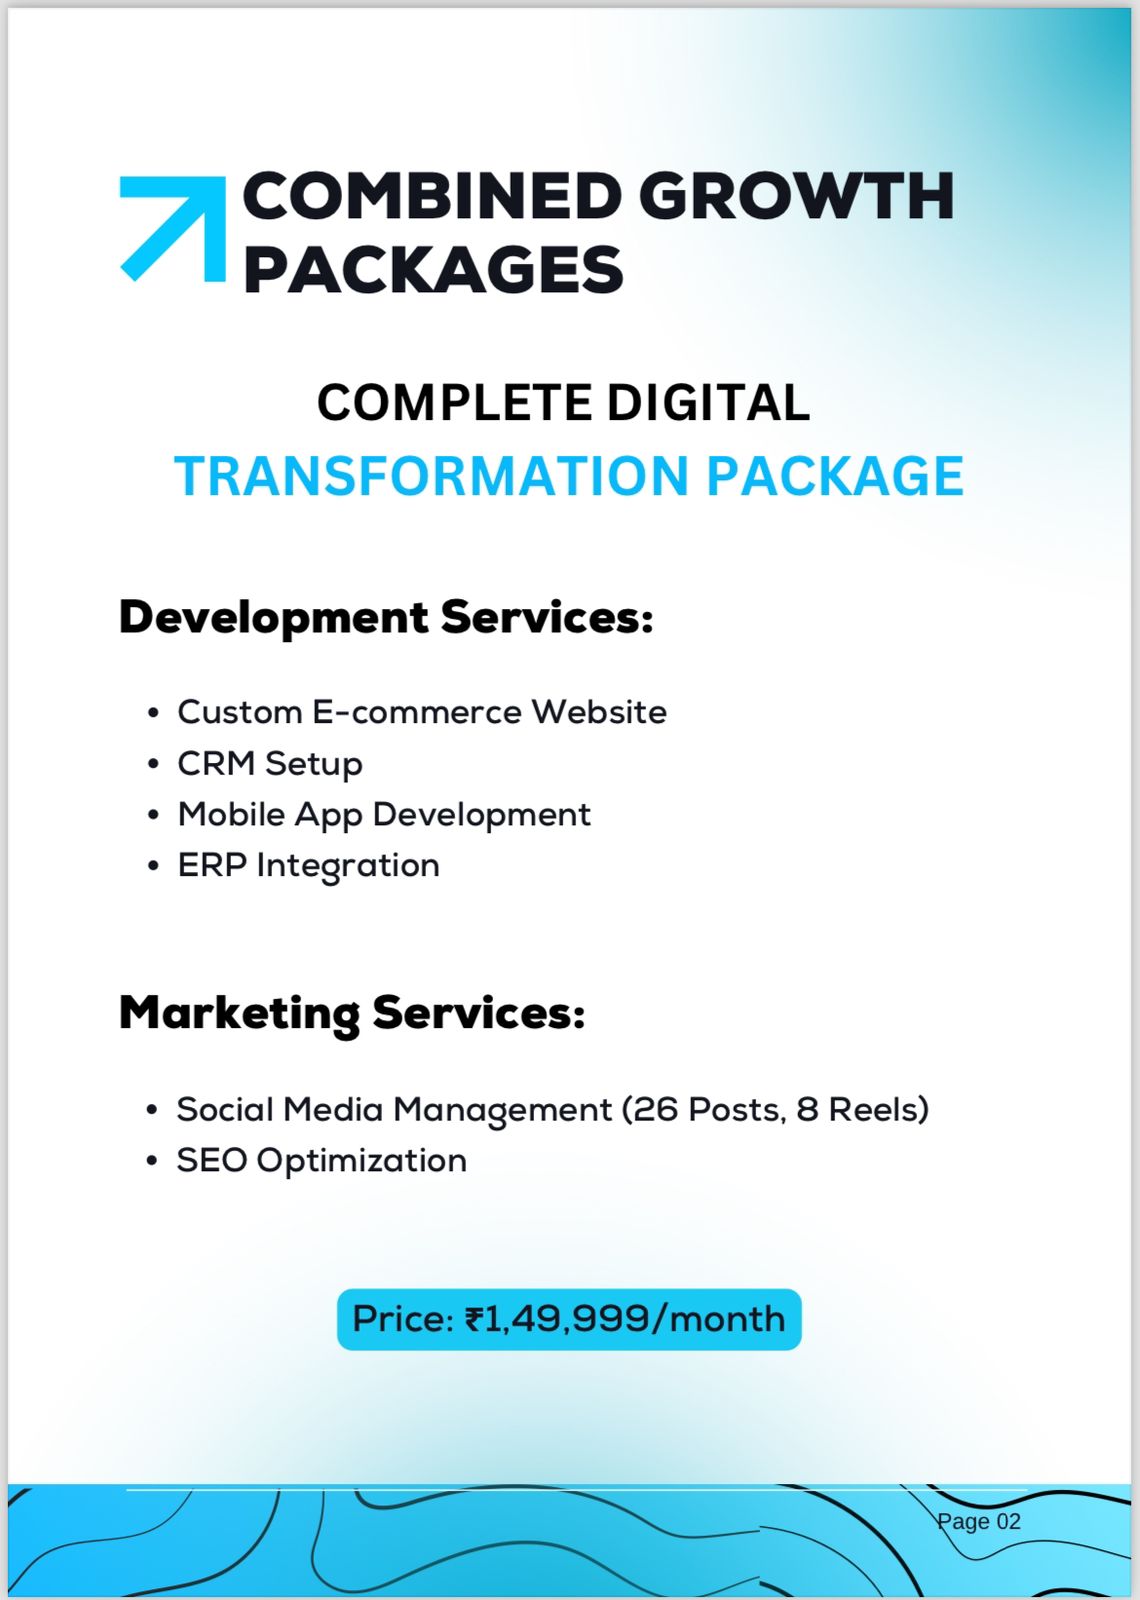 COMBINED GROWTH
PACKAGES
COMPLETE DIGITAL
TRANSFORMATION PACKAGE
Development Services:
• Custom E-commerce Website
• CRM Setup
• Mobile App Development
• ERP Integration
Marketing Services:
• Social Media Management (26 Posts, 8 Reels)
• SEO Optimization
Price: ₹1,49,999/month
Page 02